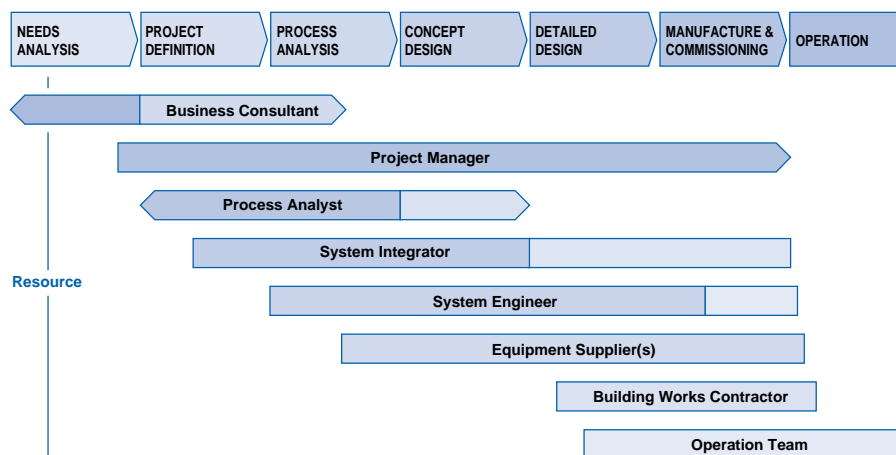 NEEDS
ANALYSIS
PROJECT
DEFINITION
PROCESS
ANALYSIS
CONCEPT
DESIGN
DETAILED
DESIGN
MANUFACTURE &
COMMISSIONING
OPERATION
Business Consultant
Project Manager
Process Analyst
System Integrator
Resource
System Engineer
Equipment Supplier(s)
Building Works Contractor
Operation Team